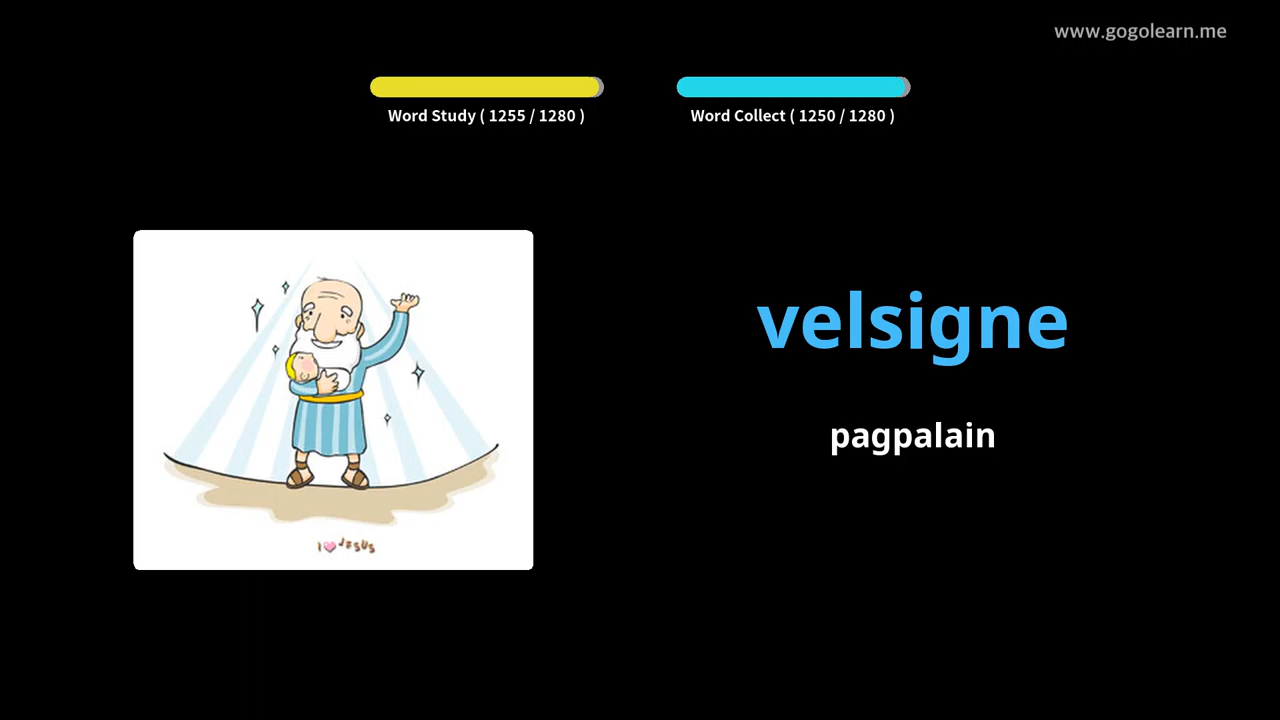 www.gogolearn.me
Word Study ( 1255 / 1280 )
Word Collect ( 1250 / 1280 )
velsigne
pagpalain
I JESUS